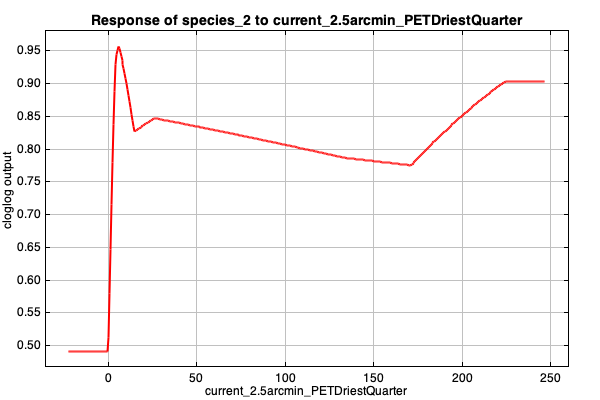 Response of species_2 to current_2.5arcmin_PETDriestQuarter
cloglog output
0.95
0.90
0.85
0.80
0.75
0.70
0.65
0.60
0.55
0.50
0 50 100 150 200 250
current_2.5arcmin_PETDriestQuarter